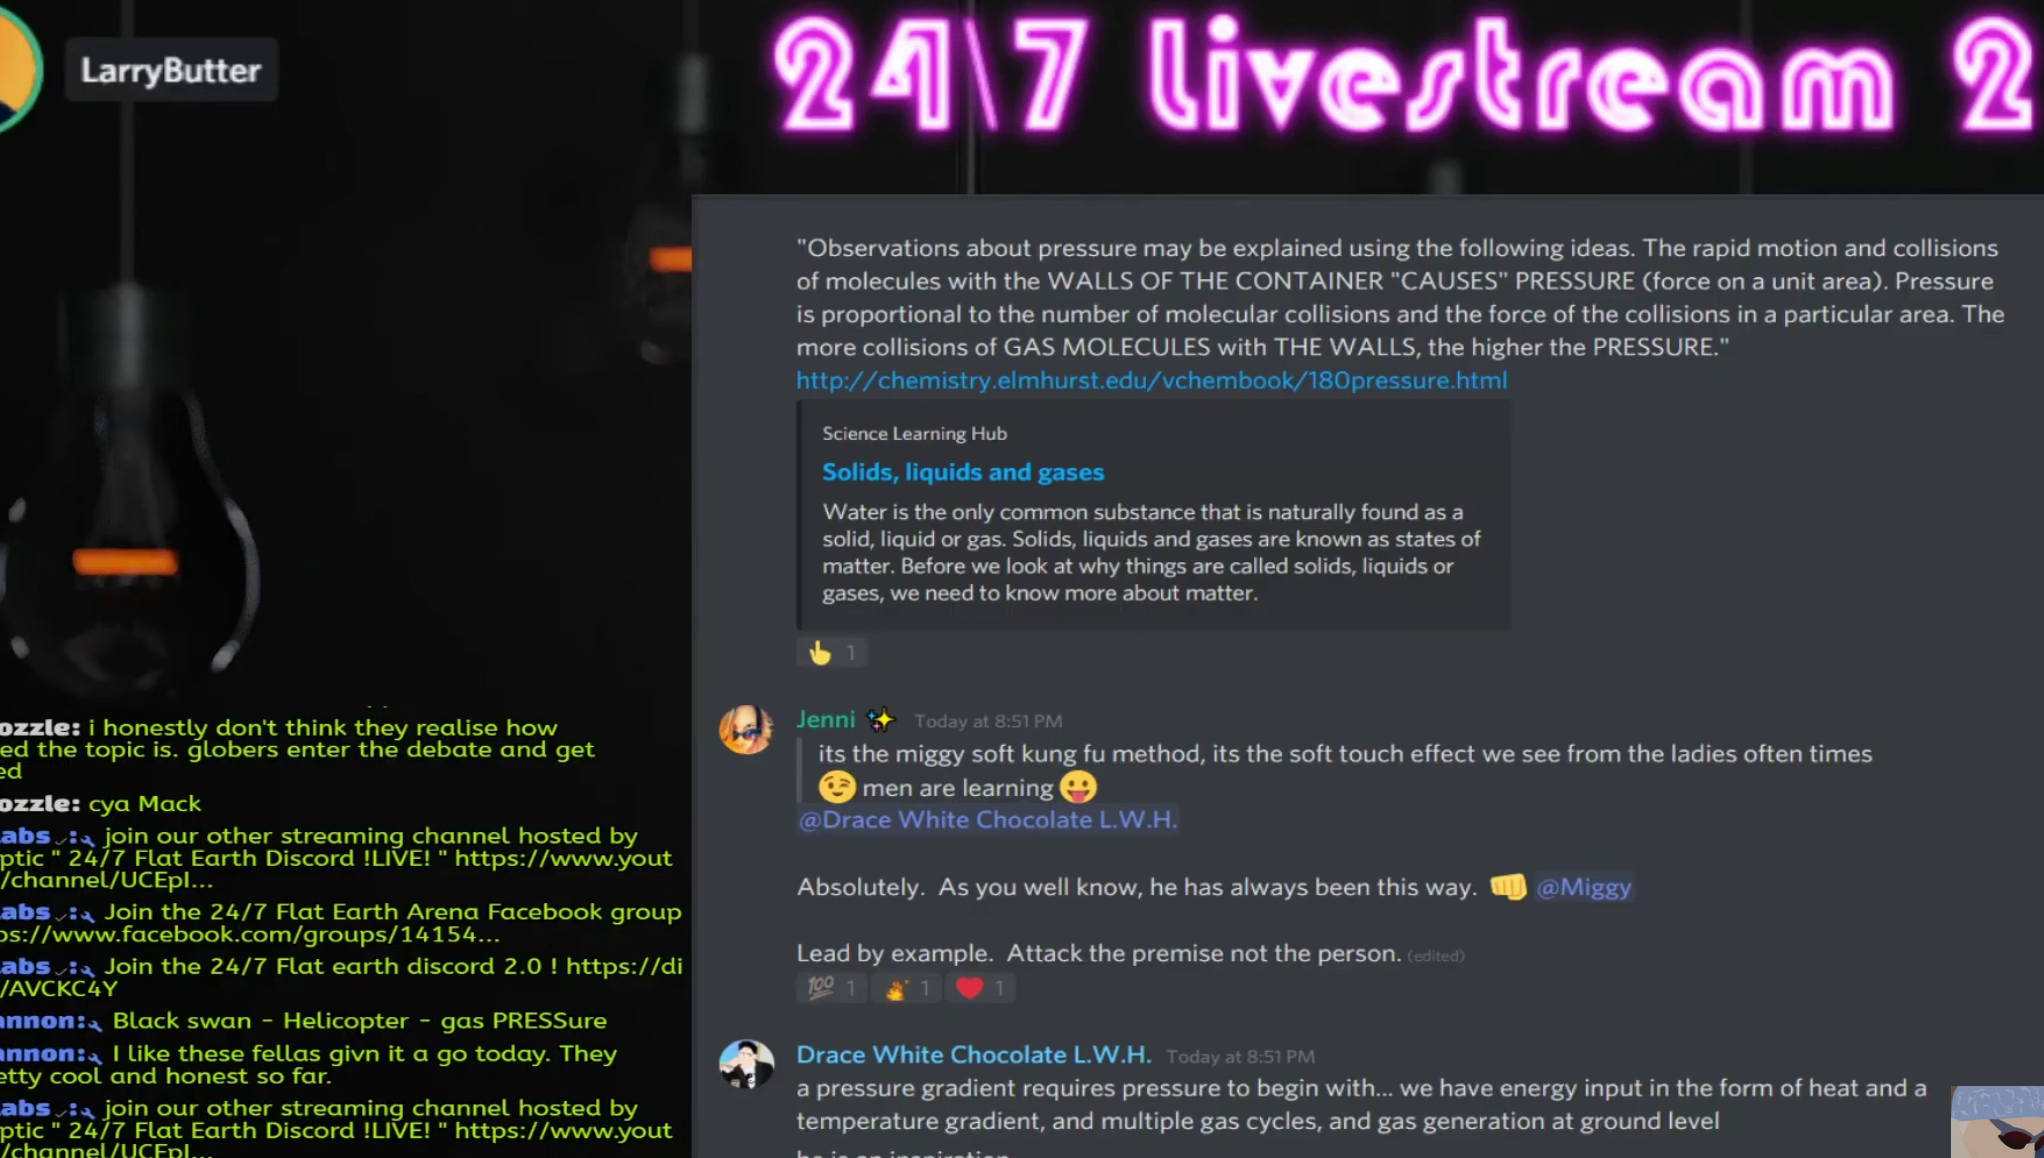 LarryButter
24\7 Livestream 2
"Observations about pressure may be explained using the following ideas. The rapid motion and collisions
of molecules with the WALLS OF THE CONTAINER "CAUSES" PRESSURE (force on a unit area). Pressure
is proportional to the number of molecular collisions and the force of the collisions in a particular area. The
more collisions of GAS MOLECULES with THE WALLS, the higher the PRESSURE."
http://chemistry.elmhurst.edu/vchembook/180pressure.html
Science Learning Hub
Solids, liquids and gases
Water is the only common substance that is naturally found as a
solid, liquid or gas. Solids, liquids and gases are known as states of
matter. Before we look at why things are called solids, liquids or
gases, we need to know more about matter.
👆 1
Jenni ✨ Today at 8:51 PM
its the miggy soft kung fu method, its the soft touch effect we see from the ladies often times
😉 men are learning 😛
@Drace White Chocolate L.W.H.
Absolutely. As you well know, he has always been this way. 👊 @Miggy
Lead by example. Attack the premise not the person. (edited)
💯 1 🔥 1 ❤️ 1
Drace White Chocolate L.W.H. Today at 8:51 PM
a pressure gradient requires pressure to begin with... we have energy input in the form of heat and a
temperature gradient, and multiple gas cycles, and gas generation at ground level
he is an inspiration
ozzle: i honestly don't think they realise how
ed the topic is. globers enter the debate and get
ed
ozzle: cya Mack
abs join our other streaming channel hosted by
ptic " 24/7 Flat Earth Discord !LIVE! " https://www.yout
/channel/UCEpI...
abs Join the 24/7 Flat Earth Arena Facebook group
ps://www.facebook.com/groups/14154...
abs Join the 24/7 Flat earth discord 2.0 ! https://di
/AVCKC4Y
annon: Black swan - Helicopter - gas PRESSure
annon: I like these fellas givn it a go today. They
etty cool and honest so far.
abs join our other streaming channel hosted by
ptic " 24/7 Flat Earth Discord !LIVE! " https://www.yout
/channel/UCEpI...